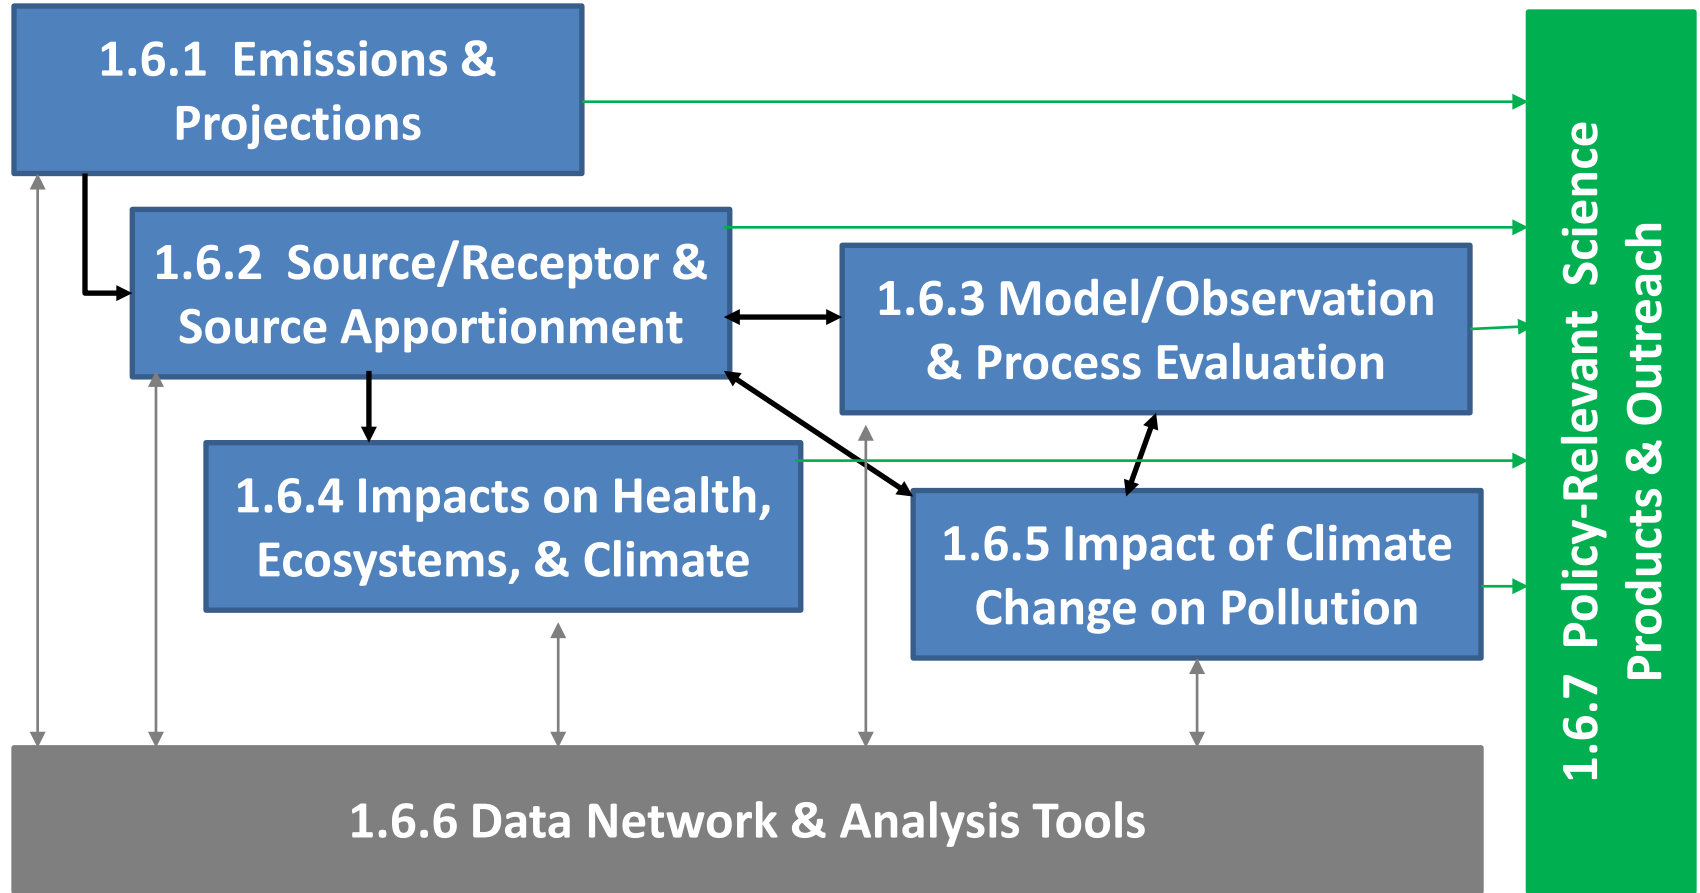 1.6.1 Emissions &
Projections
1.6.2 Source/Receptor &
Source Apportionment
1.6.3 Model/Observation
& Process Evaluation
1.6.4 Impacts on Health,
Ecosystems, & Climate
1.6.5 Impact of Climate
Change on Pollution
1.6.6 Data Network & Analysis Tools
1.6.7 Policy-Relevant Science
Products & Outreach